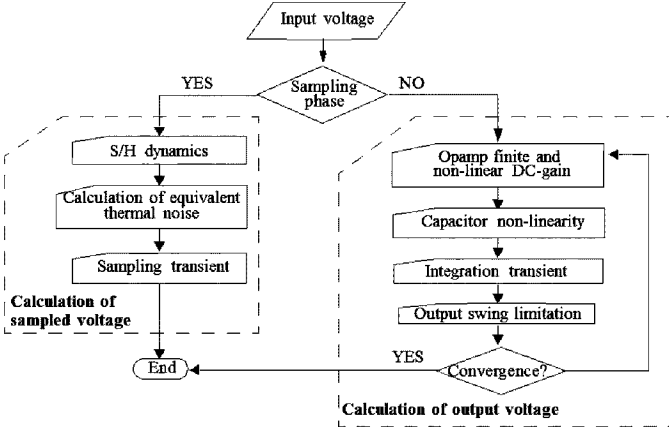 Input voltage
Sampling
phase
YES
NO
S/H dynamics
Calculation of equivalent
thermal noise
Sampling transient
Calculation of
sampled voltage
Opamp finite and
non-linear DC-gain
Capacitor non-linearity
Integration transient
Output swing limitation
Convergence?
YES
End
Calculation of output voltage